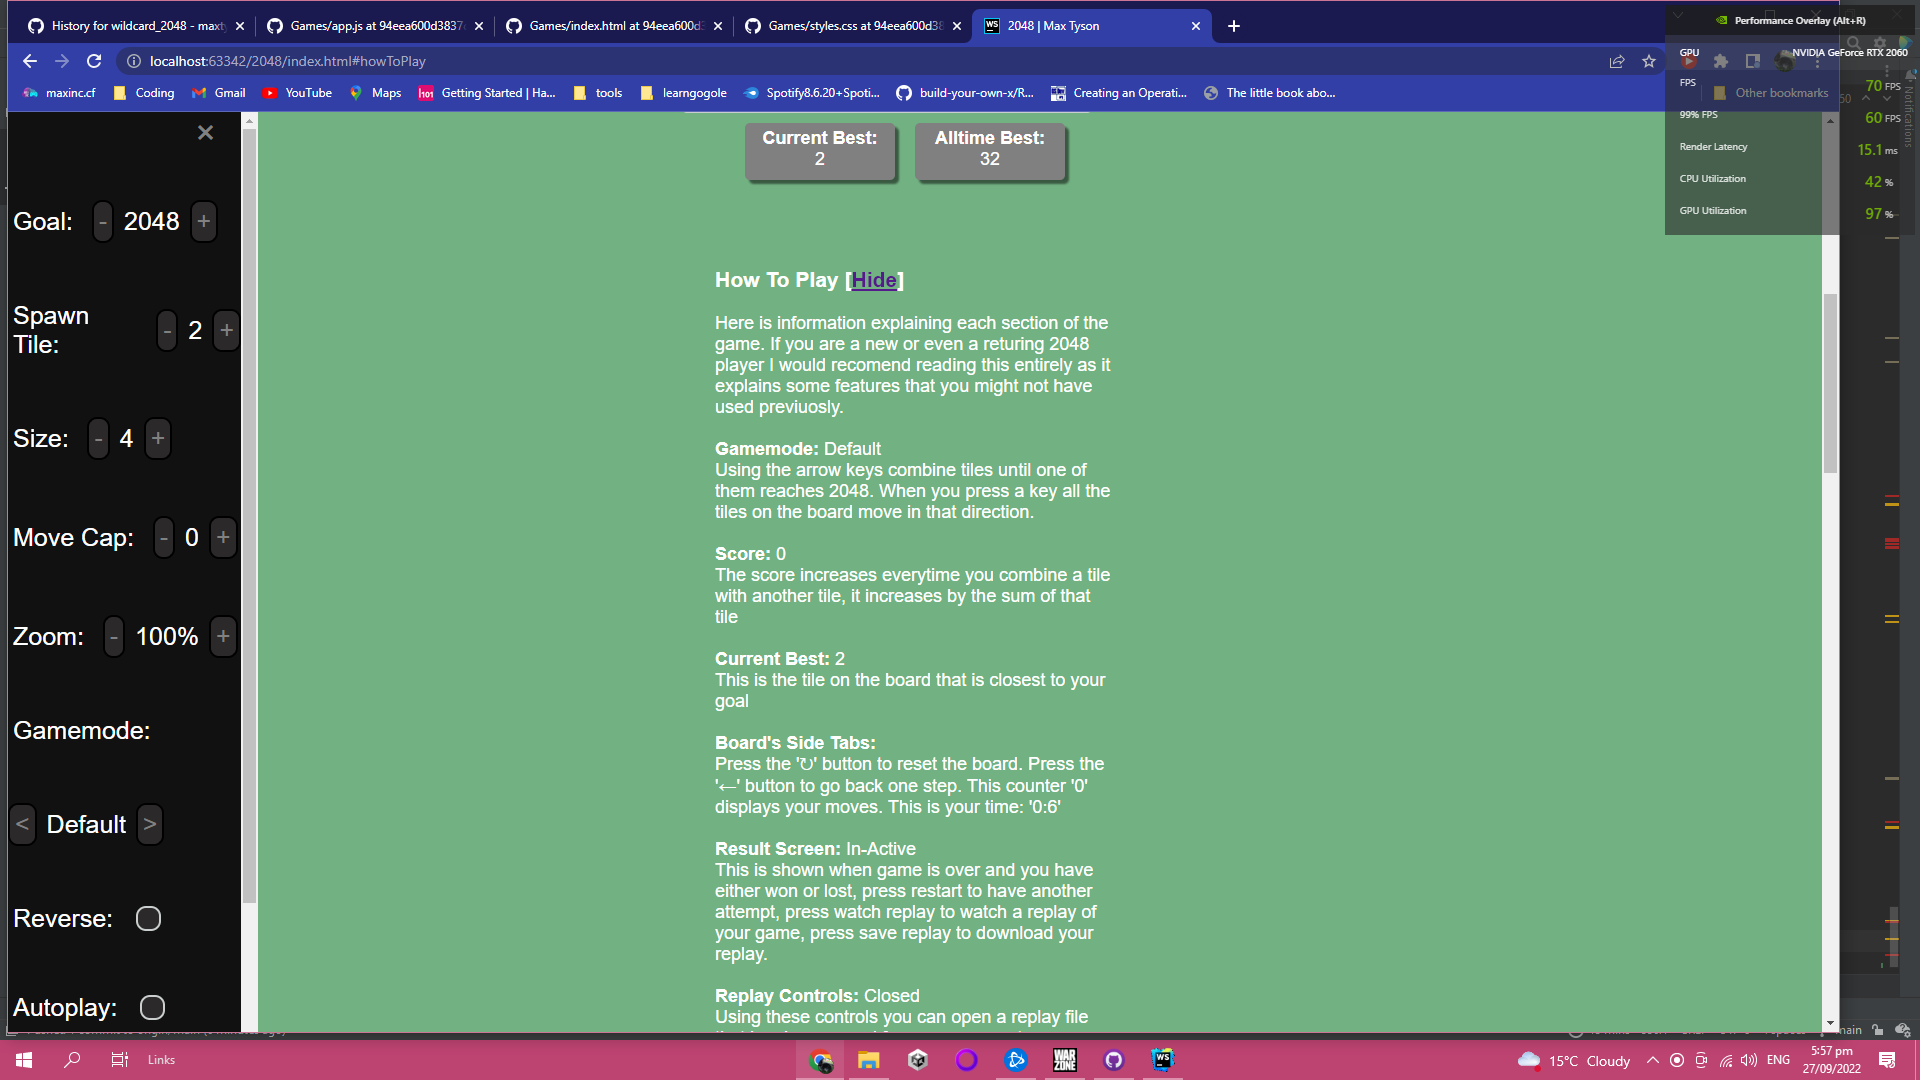 History for wildcard_2048 - maxty
Games/app.js at 94eea600d3837
Games/index.html at 94eea600d3
Games/styles.css at 94eea600d38
2048 | Max Tyson
Performance Overlay (Alt+R)
localhost:63342/2048/index.html#howToPlay
maxinc.cf
Coding
Gmail
YouTube
Maps
Getting Started | Ha...
tools
learngogole
Spotify8.6.20+Spoti...
build-your-own-x/R...
Creating an Operati...
The little book abo...
Other bookmarks
GPU NVIDIA GeForce RTX 2060
FPS 70 FPS
99% FPS 60 FPS
Render Latency 15.1 ms
CPU Utilization 42 %
GPU Utilization 97 %
Notifications
Goal: - 2048 +
Spawn
Tile: - 2 +
Size: - 4 +
Move Cap: - 0 +
Zoom: - 100% +
Gamemode:
< Default >
Reverse:
Autoplay:
Current Best:
2
Alltime Best:
32
How To Play [Hide]
Here is information explaining each section of the
game. If you are a new or even a returing 2048
player I would recomend reading this entirely as it
explains some features that you might not have
used previuosly.
Gamemode: Default
Using the arrow keys combine tiles until one of
them reaches 2048. When you press a key all the
tiles on the board move in that direction.
Score: 0
The score increases everytime you combine a tile
with another tile, it increases by the sum of that
tile
Current Best: 2
This is the tile on the board that is closest to your
goal
Board's Side Tabs:
Press the '↻' button to reset the board. Press the
'←' button to go back one step. This counter '0'
displays your moves. This is your time: '0:6'
Result Screen: In-Active
This is shown when game is over and you have
either won or lost, press restart to have another
attempt, press watch replay to watch a replay of
your game, press save replay to download your
replay.
Replay Controls: Closed
Using these controls you can open a replay file
main
Links
15°C Cloudy
ENG
5:57 pm
27/09/2022